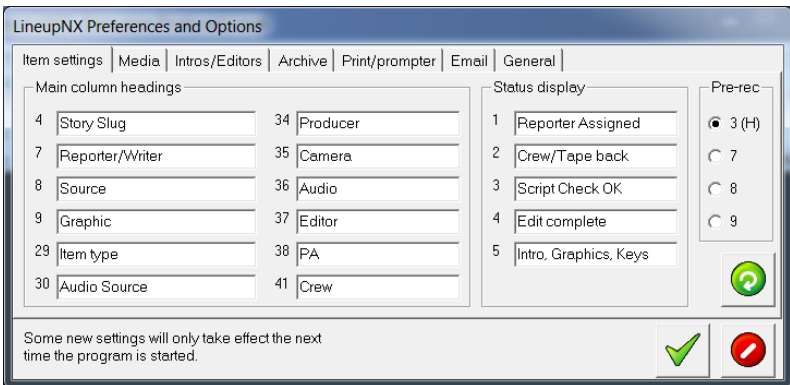 LineupNX Preferences and Options
Item settings Media Intros/Editors Archive Print/prompter Email General
Main column headings Status display Pre-rec
4 Story Slug 34 Producer 1 Reporter Assigned 3 (H)
7 Reporter/Writer 35 Camera 2 Crew/Tape back 7
8 Source 36 Audio 3 Script Check OK 8
9 Graphic 37 Editor 4 Edit complete 9
29 Item type 38 PA 5 Intro, Graphics, Keys
30 Audio Source 41 Crew
Some new settings will only take effect the next
time the program is started.